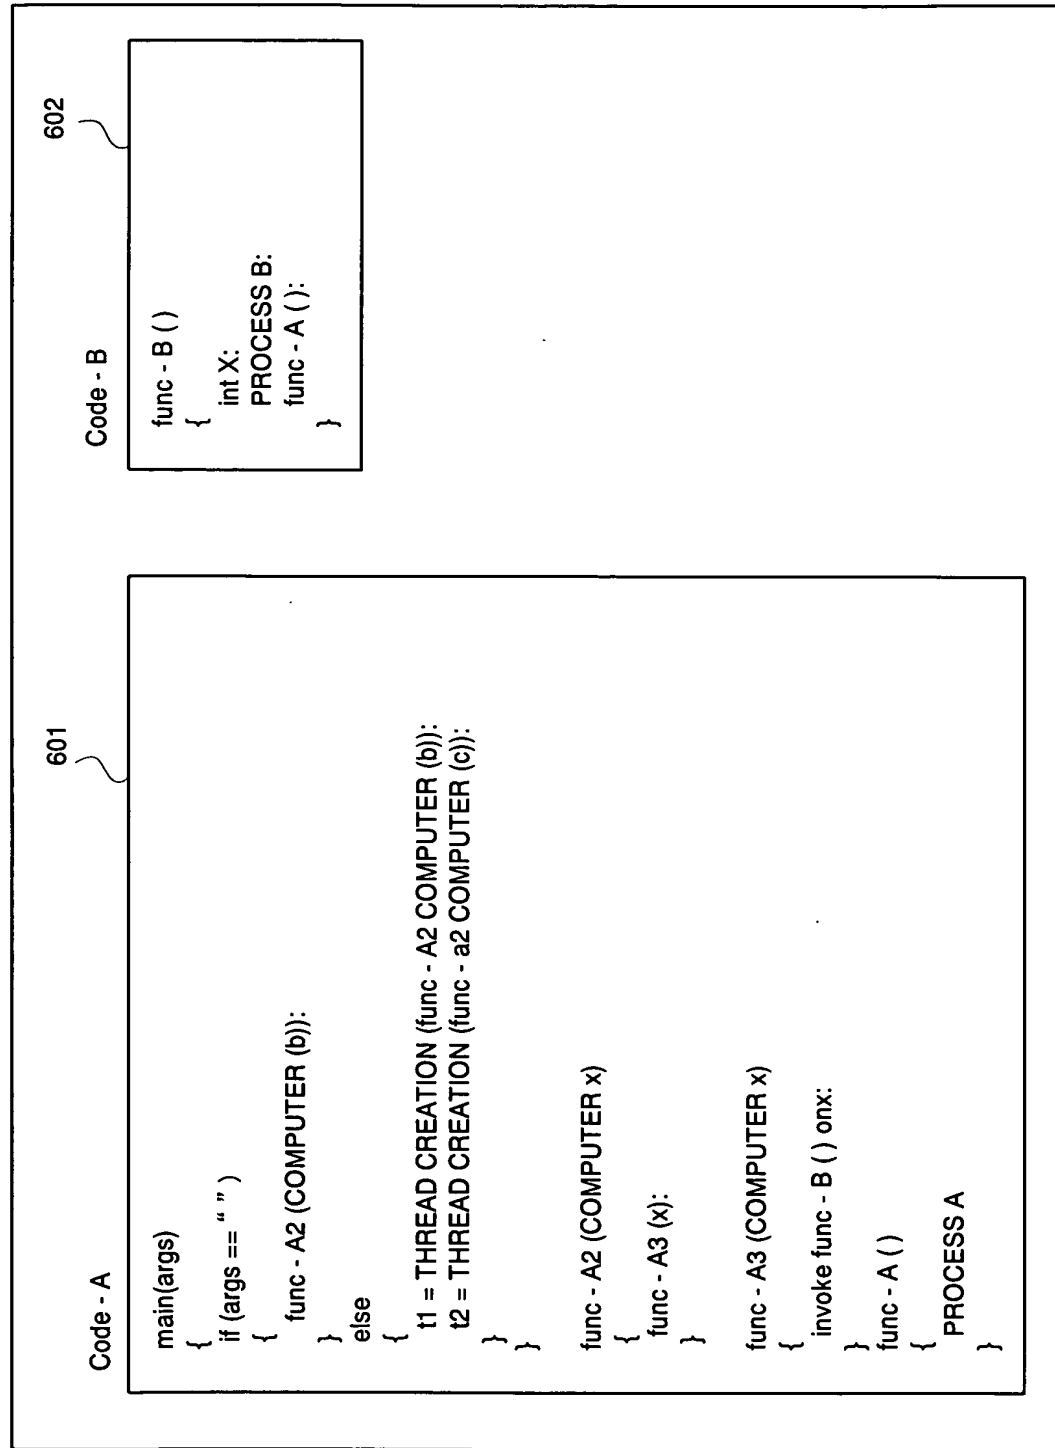 Code - A
601
main(args)
{
if (args == “ ” )
{
func - A2 (COMPUTER (b)):
}
else
{
t1 = THREAD CREATION (func - A2 COMPUTER (b)):
t2 = THREAD CREATION (func - a2 COMPUTER (c)):
}
}
func - A2 (COMPUTER x)
{
func - A3 (x):
}
func - A3 (COMPUTER x)
{
invoke func - B ( ) onx:
}
func - A ( )
{
PROCESS A
}
Code - B
602
func - B ( )
{
int X:
PROCESS B:
func - A ( ):
}